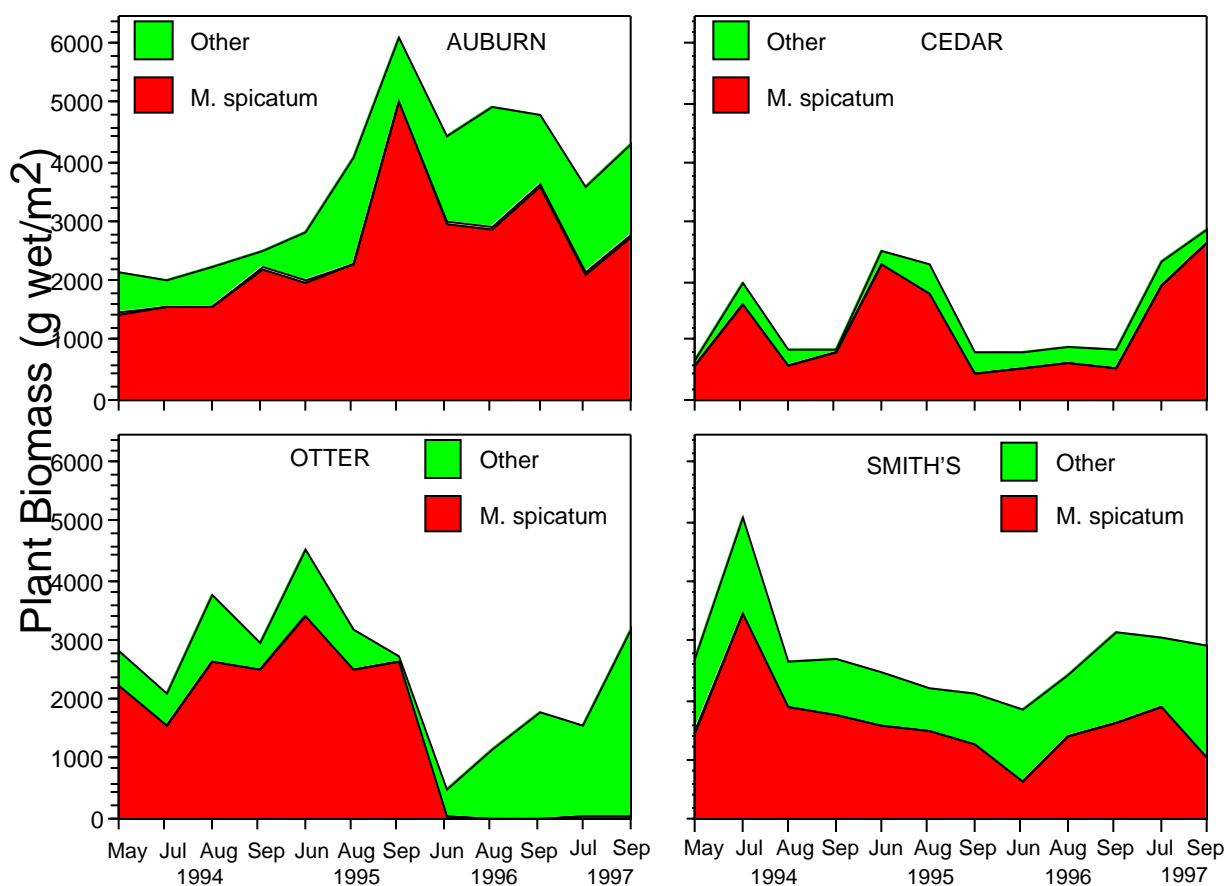 Plant Biomass (g wet/m2)
AUBURN
Other
M. spicatum
6000
5000
4000
3000
2000
1000
0
CEDAR
Other
M. spicatum
OTTER
Other
M. spicatum
6000
5000
4000
3000
2000
1000
0
May Jul Aug Sep Jun Aug Sep Jun Aug Sep Jul Sep
1994 1995 1996 1997
SMITH'S
Other
M. spicatum
May Jul Aug Sep Jun Aug Sep Jun Aug Sep Jul Sep
1994 1995 1996 1997